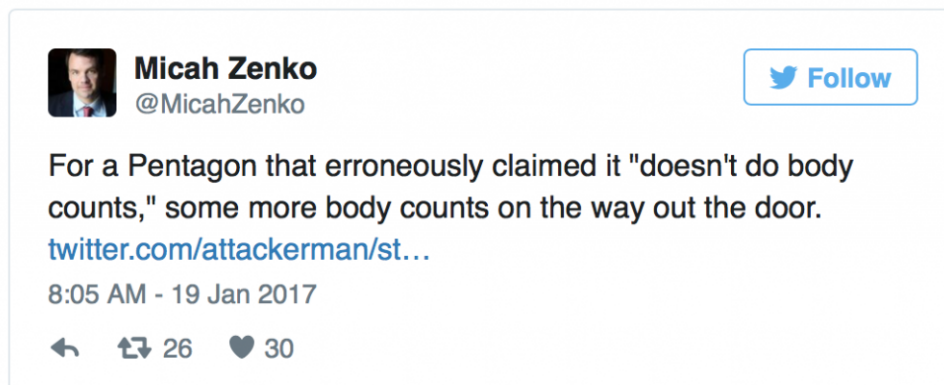 Micah Zenko
@MicahZenko
Follow
For a Pentagon that erroneously claimed it "doesn't do body
counts," some more body counts on the way out the door.
twitter.com/attackerman/st…
8:05 AM - 19 Jan 2017
26 30